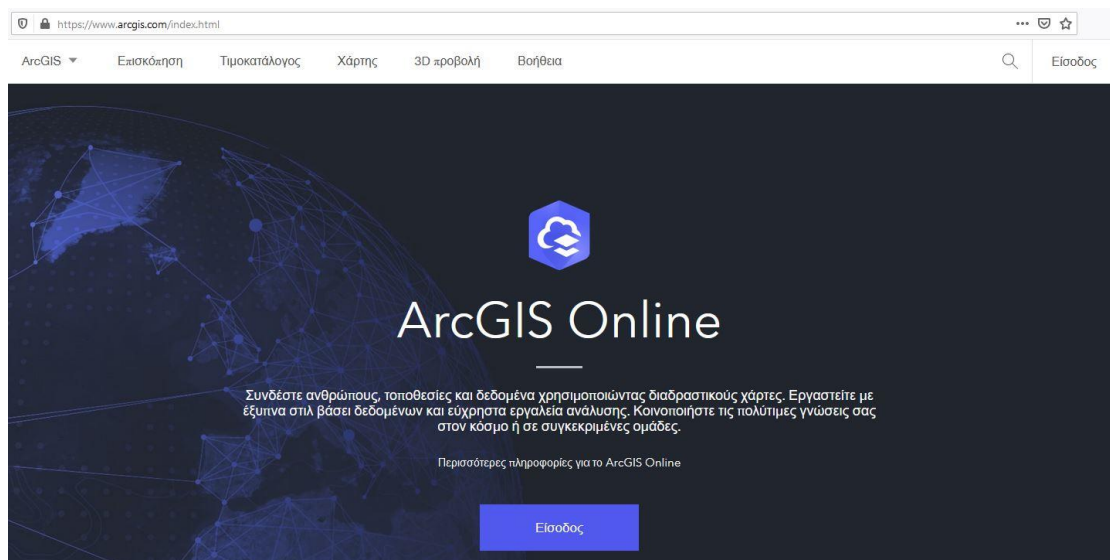 https://www.arcgis.com/index.html
ArcGIS Επισκόπηση Τιμοκατάλογος Χάρτης 3D προβολή Βοήθεια Είσοδος
ArcGIS Online
Συνδέστε ανθρώπους, τοποθεσίες και δεδομένα χρησιμοποιώντας διαδραστικούς χάρτες. Εργαστείτε με
έξυπνα στιλ βάσει δεδομένων και εύχρηστα εργαλεία ανάλυσης. Κοινοποιήστε τις πολύτιμες γνώσεις σας
στον κόσμο ή σε συγκεκριμένες ομάδες.
Περισσότερες πληροφορίες για το ArcGIS Online
Είσοδος